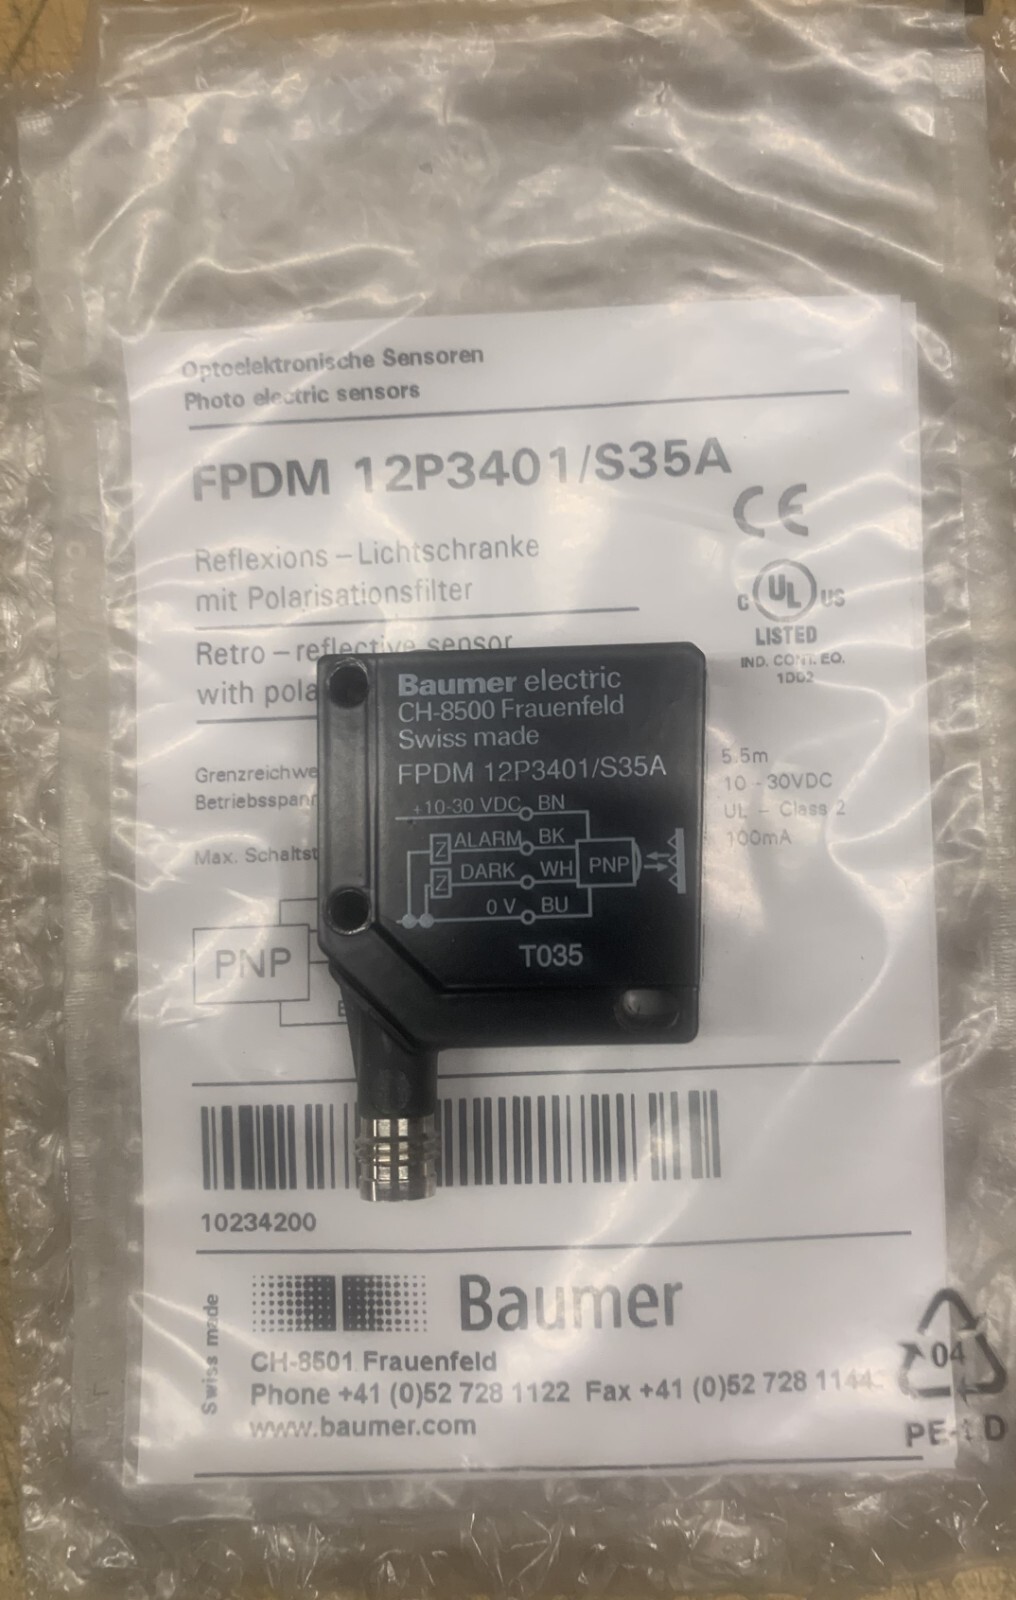 Optoelektronische Sensoren
Photo electric sensors
FPDM 12P3401/S35A
CE
Reflexions – Lichtschranke
mit Polarisationsfilter
C UL US
LISTED
IND. CONT. EQ.
1D02
Retro – reflective sensor
with pola
Baumer electric
CH-8500 Frauenfeld
Swiss made
FPDM 12P3401/S35A
+10-30 VDC BN
Z ALARM BK
Z DARK WH PNP
0 V BU
T035
Grenzreichwe 5.5m
Betriebsspann 10 - 30VDC
UL – Class 2
Max. Schaltst 100mA
PNP
10234200
Swiss made
Baumer
CH-8501 Frauenfeld
Phone +41 (0)52 728 1122 Fax +41 (0)52 728 1144
www.baumer.com
04